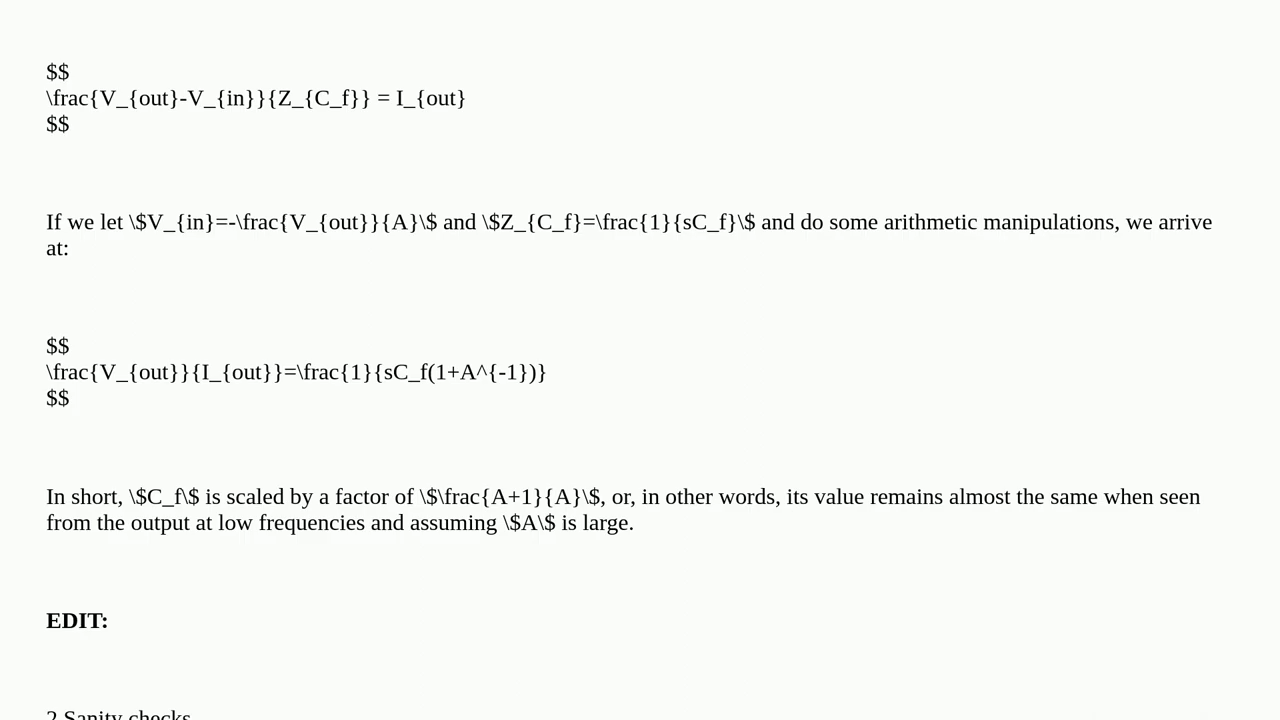 $$
\frac{V_{out}-V_{in}}{Z_{C_f}} = I_{out}
$$
If we let \$V_{in}=-\frac{V_{out}}{A}\$ and \$Z_{C_f}=\frac{1}{sC_f}\$ and do some arithmetic manipulations, we arrive
at:
$$
\frac{V_{out}}{I_{out}}=\frac{1}{sC_f(1+A^{-1})}
$$
In short, \$C_f\$ is scaled by a factor of \$\frac{A+1}{A}\$, or, in other words, its value remains almost the same when seen
from the output at low frequencies and assuming \$A\$ is large.
EDIT:
2 Sanity checks